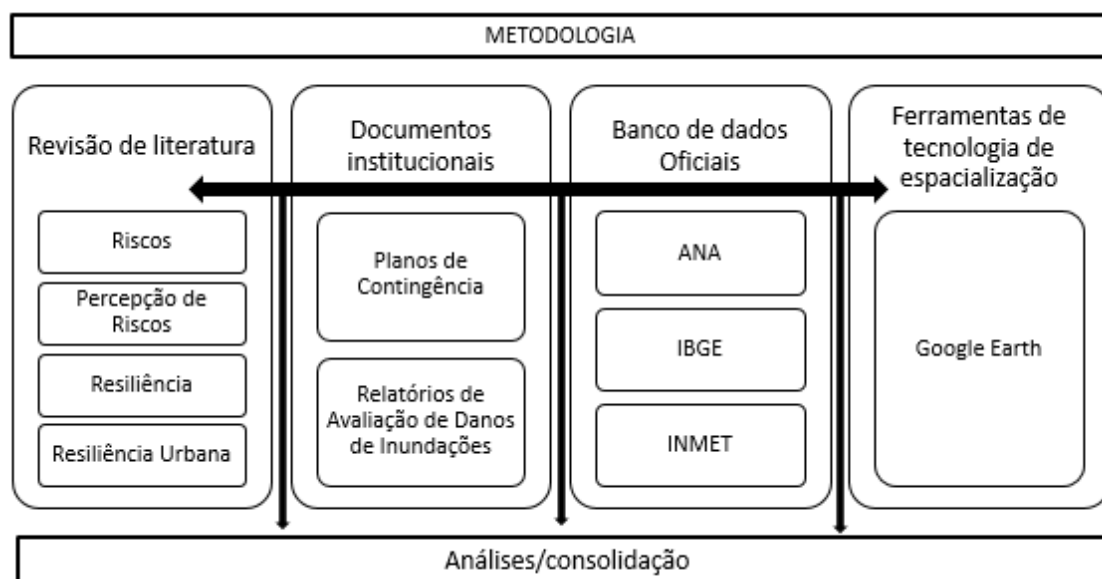 METODOLOGIA
Revisão de literatura
Riscos
Percepção de
Riscos
Resiliência
Resiliência Urbana
Documentos
institucionais
Planos de
Contingência
Relatórios de
Avaliação de Danos
de Inundações
Banco de dados
Oficiais
ANA
IBGE
INMET
Ferramentas de
tecnologia de
espacialização
Google Earth
Análises/consolidação